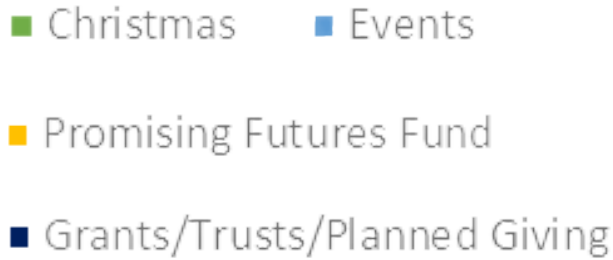 Christmas Events
Promising Futures Fund
Grants/Trusts/Planned Giving